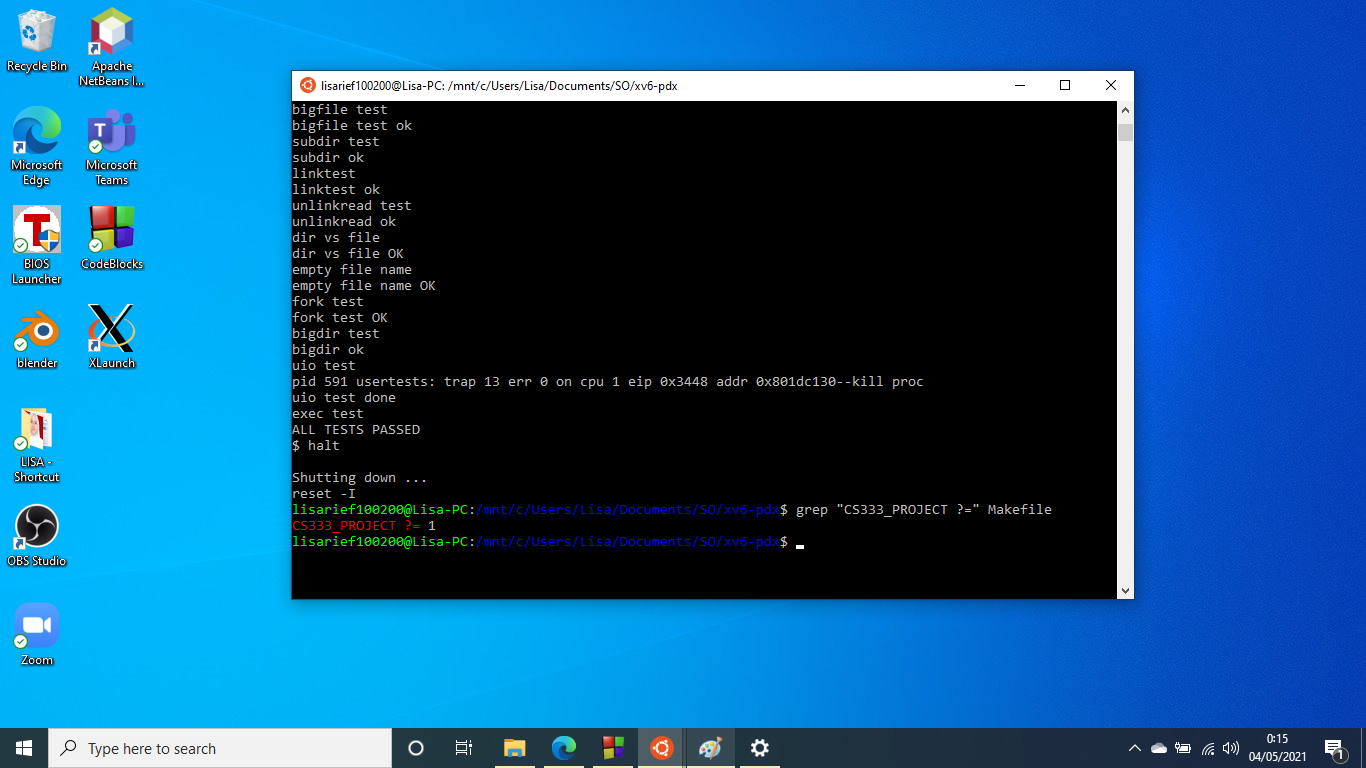 Recycle Bin
Apache
NetBeans I...
Microsoft
Edge
Microsoft
Teams
BIOS
Launcher
CodeBlocks
blender
XLaunch
LISA -
Shortcut
OBS Studio
Zoom
lisarief100200@Lisa-PC: /mnt/c/Users/Lisa/Documents/SO/xv6-pdx
bigfile test
bigfile test ok
subdir test
subdir ok
linktest
linktest ok
unlinkread test
unlinkread ok
dir vs file
dir vs file OK
empty file name
empty file name OK
fork test
fork test OK
bigdir test
bigdir ok
uio test
pid 591 usertests: trap 13 err 0 on cpu 1 eip 0x3448 addr 0x801dc130--kill proc
uio test done
exec test
ALL TESTS PASSED
$ halt
Shutting down ...
reset -I
lisarief100200@Lisa-PC:/mnt/c/Users/Lisa/Documents/SO/xv6-pdx$ grep "CS333_PROJECT ?=" Makefile
CS333_PROJECT ?= 1
lisarief100200@Lisa-PC:/mnt/c/Users/Lisa/Documents/SO/xv6-pdx$
Type here to search
0:15
04/05/2021
1